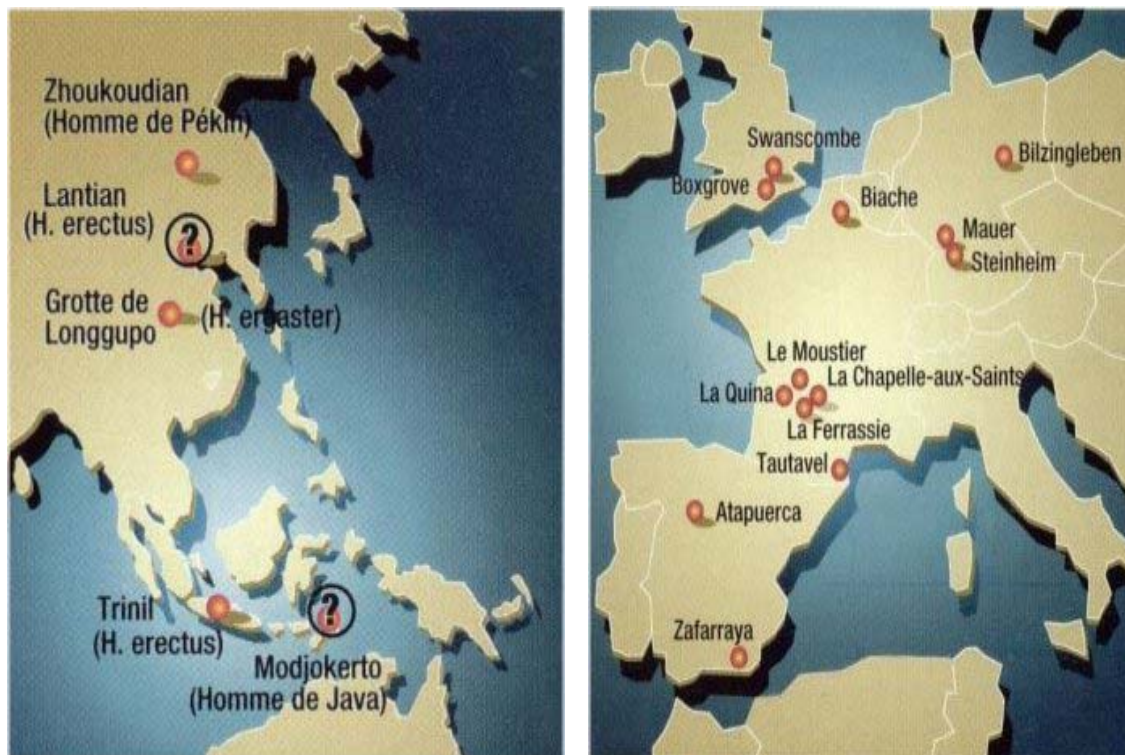 Zhoukoudian
(Homme de Pékin)
Lantian
(H. erectus)
?
Grotte de
Longgupo
(H. ergaster)
Trinil
(H. erectus)
?
Modjokerto
(Homme de Java)
Swanscombe
Boxgrove
Biache
Bilzingleben
Mauer
Steinheim
Le Moustier
La Quina
La Chapelle-aux-Saints
La Ferrassie
Tautavel
Atapuerca
Zafarraya